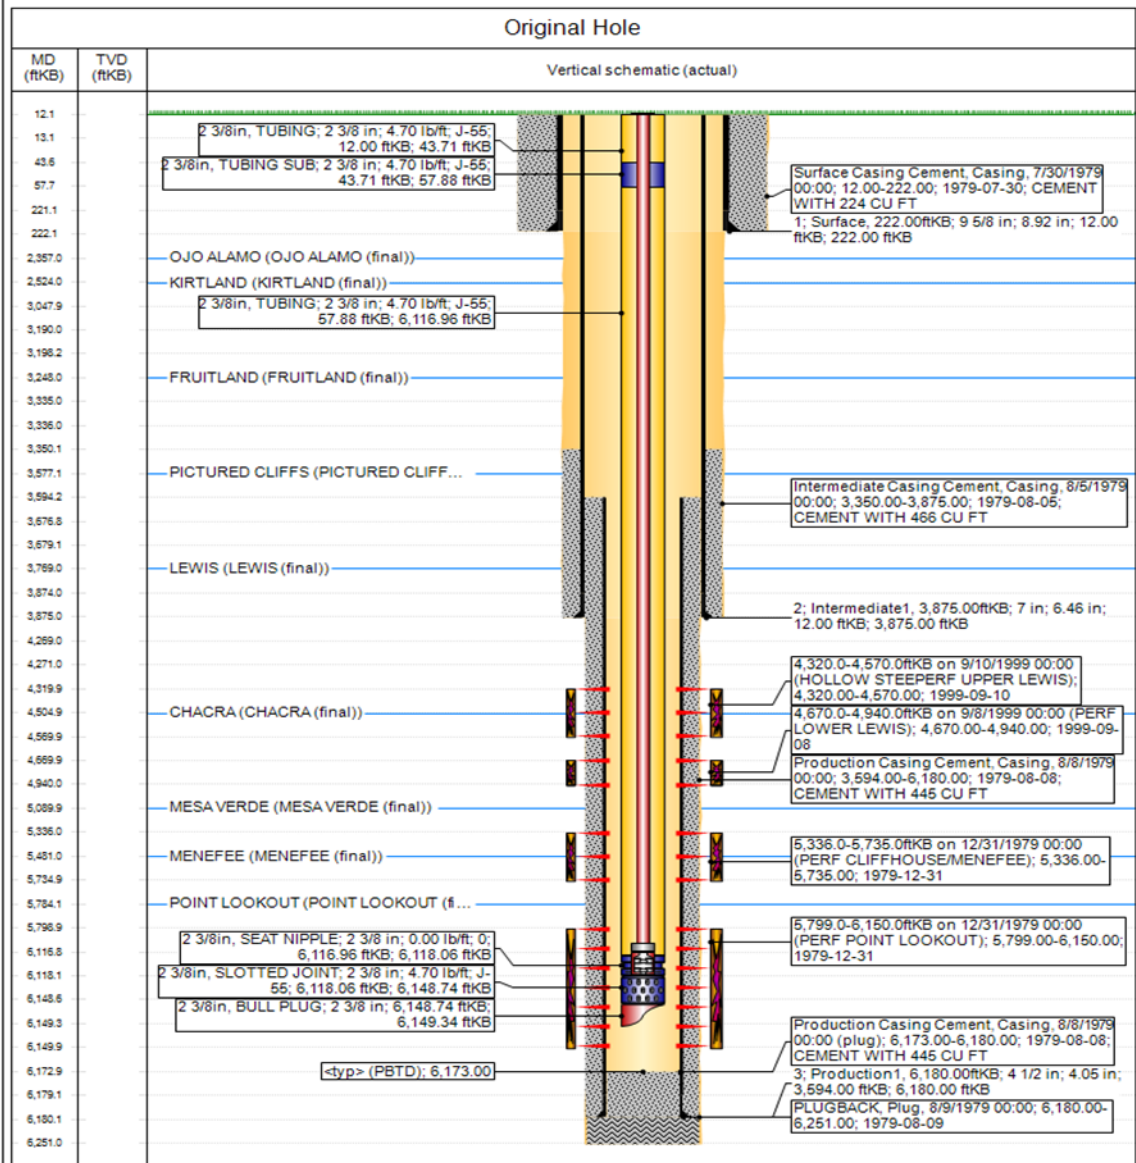 Original Hole
MD
(ftKB)
TVD
(ftKB)
Vertical schematic (actual)
12.1
13.1
43.6
57.7
221.1
222.1
2,357.0
2,524.0
3,047.9
3,190.0
3,198.2
3,248.0
3,335.0
3,336.0
3,350.1
3,577.1
3,594.2
3,676.8
3,679.1
3,769.0
3,874.0
3,875.0
4,269.0
4,271.0
4,319.9
4,504.9
4,569.9
4,669.9
4,940.0
5,089.9
5,336.0
5,481.0
5,734.9
5,784.1
5,798.9
6,116.8
6,118.1
6,148.6
6,149.3
6,149.9
6,172.9
6,179.1
6,180.1
6,251.0
2 3/8in, TUBING; 2 3/8 in; 4.70 lb/ft; J-55;
12.00 ftKB; 43.71 ftKB
2 3/8in, TUBING SUB; 2 3/8 in; 4.70 lb/ft; J-55;
43.71 ftKB; 57.88 ftKB
OJO ALAMO (OJO ALAMO (final))
KIRTLAND (KIRTLAND (final))
2 3/8in, TUBING; 2 3/8 in; 4.70 lb/ft; J-55;
57.88 ftKB; 6,116.96 ftKB
FRUITLAND (FRUITLAND (final))
PICTURED CLIFFS (PICTURED CLIFF...
LEWIS (LEWIS (final))
CHACRA (CHACRA (final))
MESA VERDE (MESA VERDE (final))
MENEFEE (MENEFEE (final))
POINT LOOKOUT (POINT LOOKOUT (fi...
2 3/8in, SEAT NIPPLE; 2 3/8 in; 0.00 lb/ft; 0;
6,116.96 ftKB; 6,118.06 ftKB
2 3/8in, SLOTTED JOINT; 2 3/8 in; 4.70 lb/ft; J-
55; 6,118.06 ftKB; 6,148.74 ftKB
2 3/8in, BULL PLUG; 2 3/8 in; 6,148.74 ftKB;
6,149.34 ftKB
<typ> (PBTD); 6,173.00
Surface Casing Cement, Casing, 7/30/1979
00:00; 12.00-222.00; 1979-07-30; CEMENT
WITH 224 CU FT
1; Surface, 222.00ftKB; 9 5/8 in; 8.92 in; 12.00
ftKB; 222.00 ftKB
Intermediate Casing Cement, Casing, 8/5/1979
00:00; 3,350.00-3,875.00; 1979-08-05;
CEMENT WITH 466 CU FT
2; Intermediate1, 3,875.00ftKB; 7 in; 6.46 in;
12.00 ftKB; 3,875.00 ftKB
4,320.0-4,570.0ftKB on 9/10/1999 00:00
(HOLLOW STEEPERF UPPER LEWIS);
4,320.00-4,570.00; 1999-09-10
4,670.0-4,940.0ftKB on 9/8/1999 00:00 (PERF
LOWER LEWIS); 4,670.00-4,940.00; 1999-09-
08
Production Casing Cement, Casing, 8/8/1979
00:00; 3,594.00-6,180.00; 1979-08-08;
CEMENT WITH 445 CU FT
5,336.0-5,735.0ftKB on 12/31/1979 00:00
(PERF CLIFFHOUSE/MENEFEE); 5,336.00-
5,735.00; 1979-12-31
5,799.0-6,150.0ftKB on 12/31/1979 00:00
(PERF POINT LOOKOUT); 5,799.00-6,150.00;
1979-12-31
Production Casing Cement, Casing, 8/8/1979
00:00 (plug); 6,173.00-6,180.00; 1979-08-08;
CEMENT WITH 445 CU FT
3; Production1, 6,180.00ftKB; 4 1/2 in; 4.05 in;
3,594.00 ftKB; 6,180.00 ftKB
PLUGBACK, Plug, 8/9/1979 00:00; 6,180.00-
6,251.00; 1979-08-09